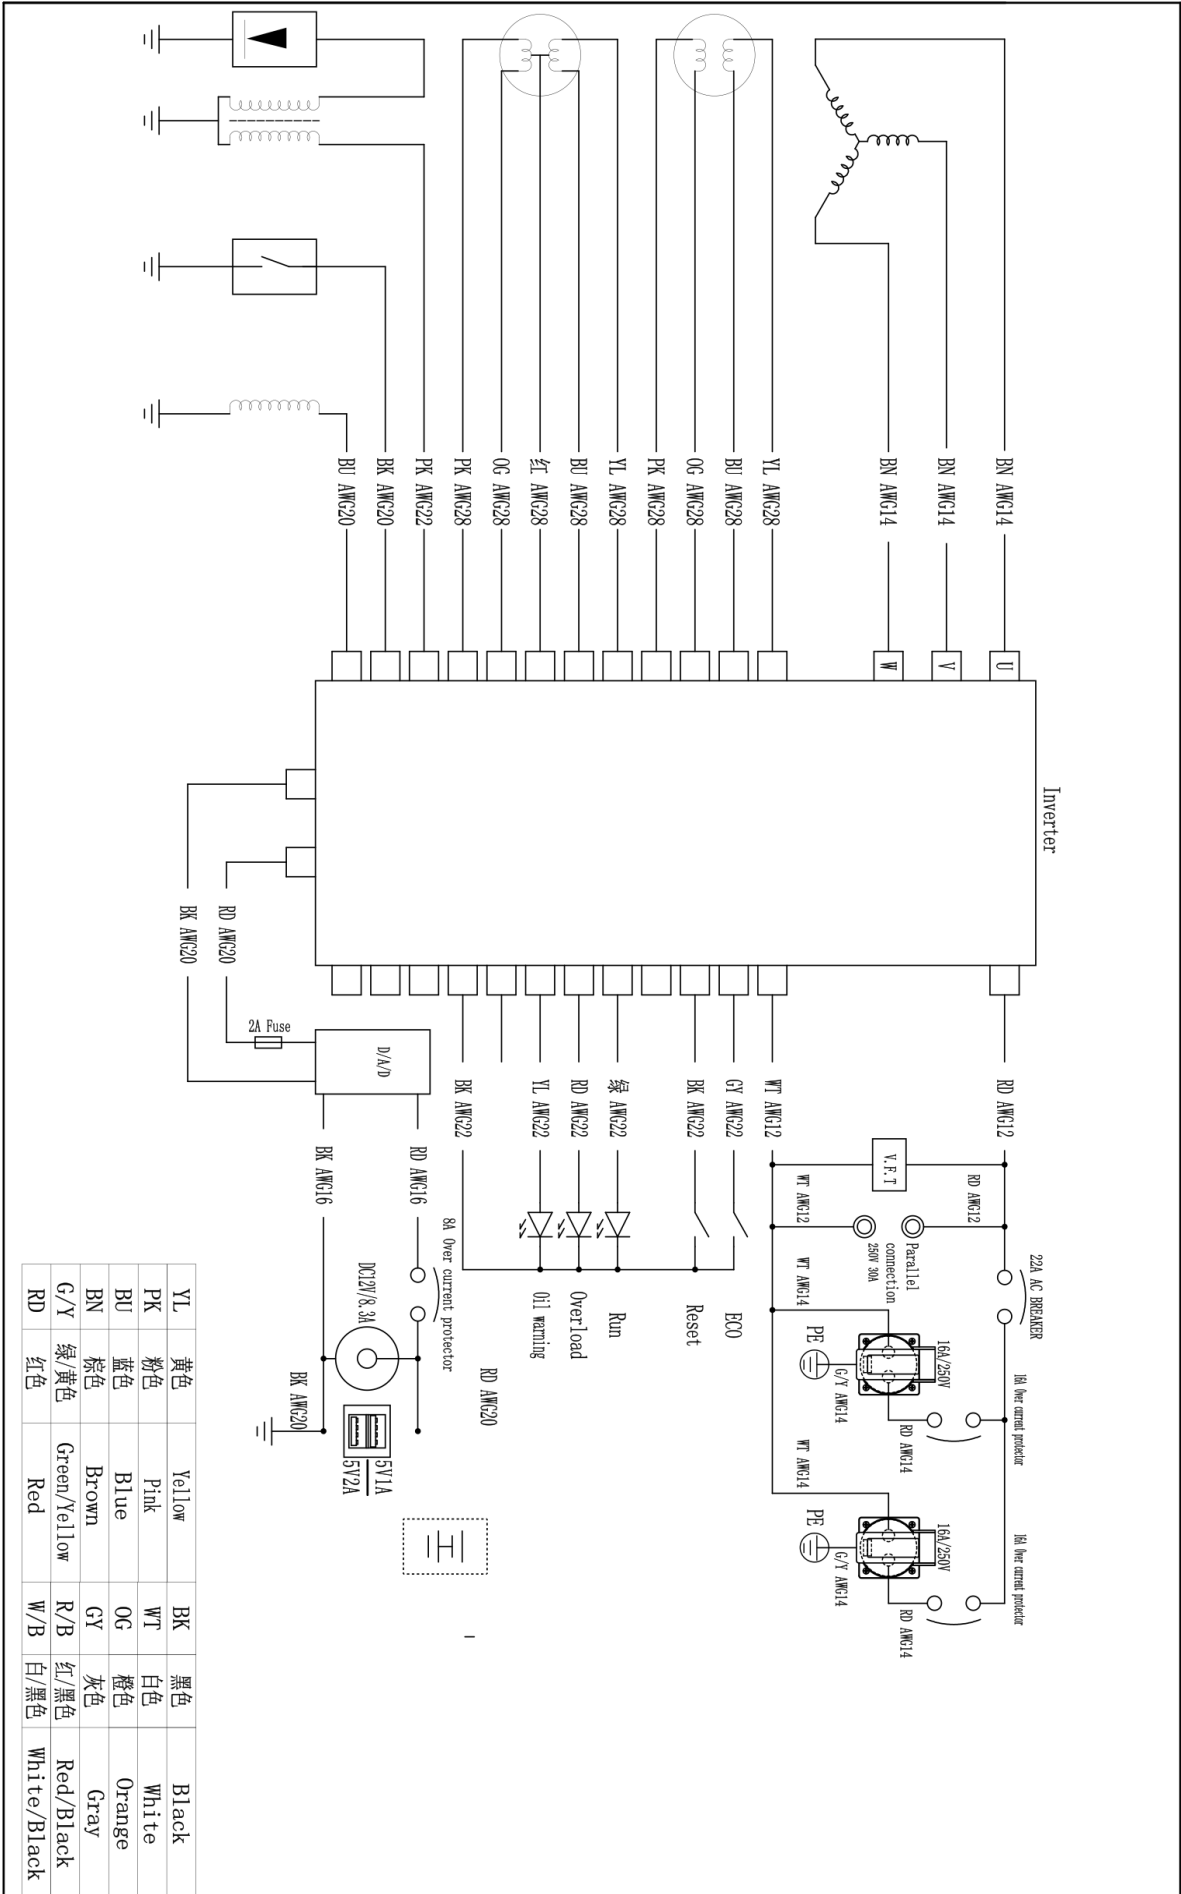 Inverter
BN AWG14
BN AWG14
BN AWG14
YL AWG28
BU AWG28
OG AWG28
PK AWG28
YL AWG28
BU AWG28
红 AWG28
OG AWG28
PK AWG28
PK AWG22
BK AWG20
BU AWG20
U
V
W
RD AWG20
BK AWG20
2A Fuse
D/A/D
RD AWG12
WT AWG12
GY AWG22
BK AWG22
绿 AWG22
RD AWG22
YL AWG22
BK AWG22
RD AWG16
BK AWG16
V.F.T
RD AWG12
WT AWG12
Parallel
connection
250V 30A
22A AC BREAKER
WT AWG14
16A/250V
PE
G/Y AWG14
RD AWG14
16A Over current protector
WT AWG14
16A/250V
PE
G/Y AWG14
RD AWG14
16A Over current protector
ECO
Reset
Run
Overload
Oil warning
8A Over current protector
DC12V/8.3A
RD AWG20
BK AWG20
5V1A
5V2A
YL 黄色 Yellow BK 黑色 Black
PK 粉色 Pink WT 白色 White
BU 蓝色 Blue OG 橙色 Orange
BN 棕色 Brown GY 灰色 Gray
G/Y 绿/黄色 Green/Yellow R/B 红/黑色 Red/Black
RD 红色 Red W/B 白/黑色 White/Black